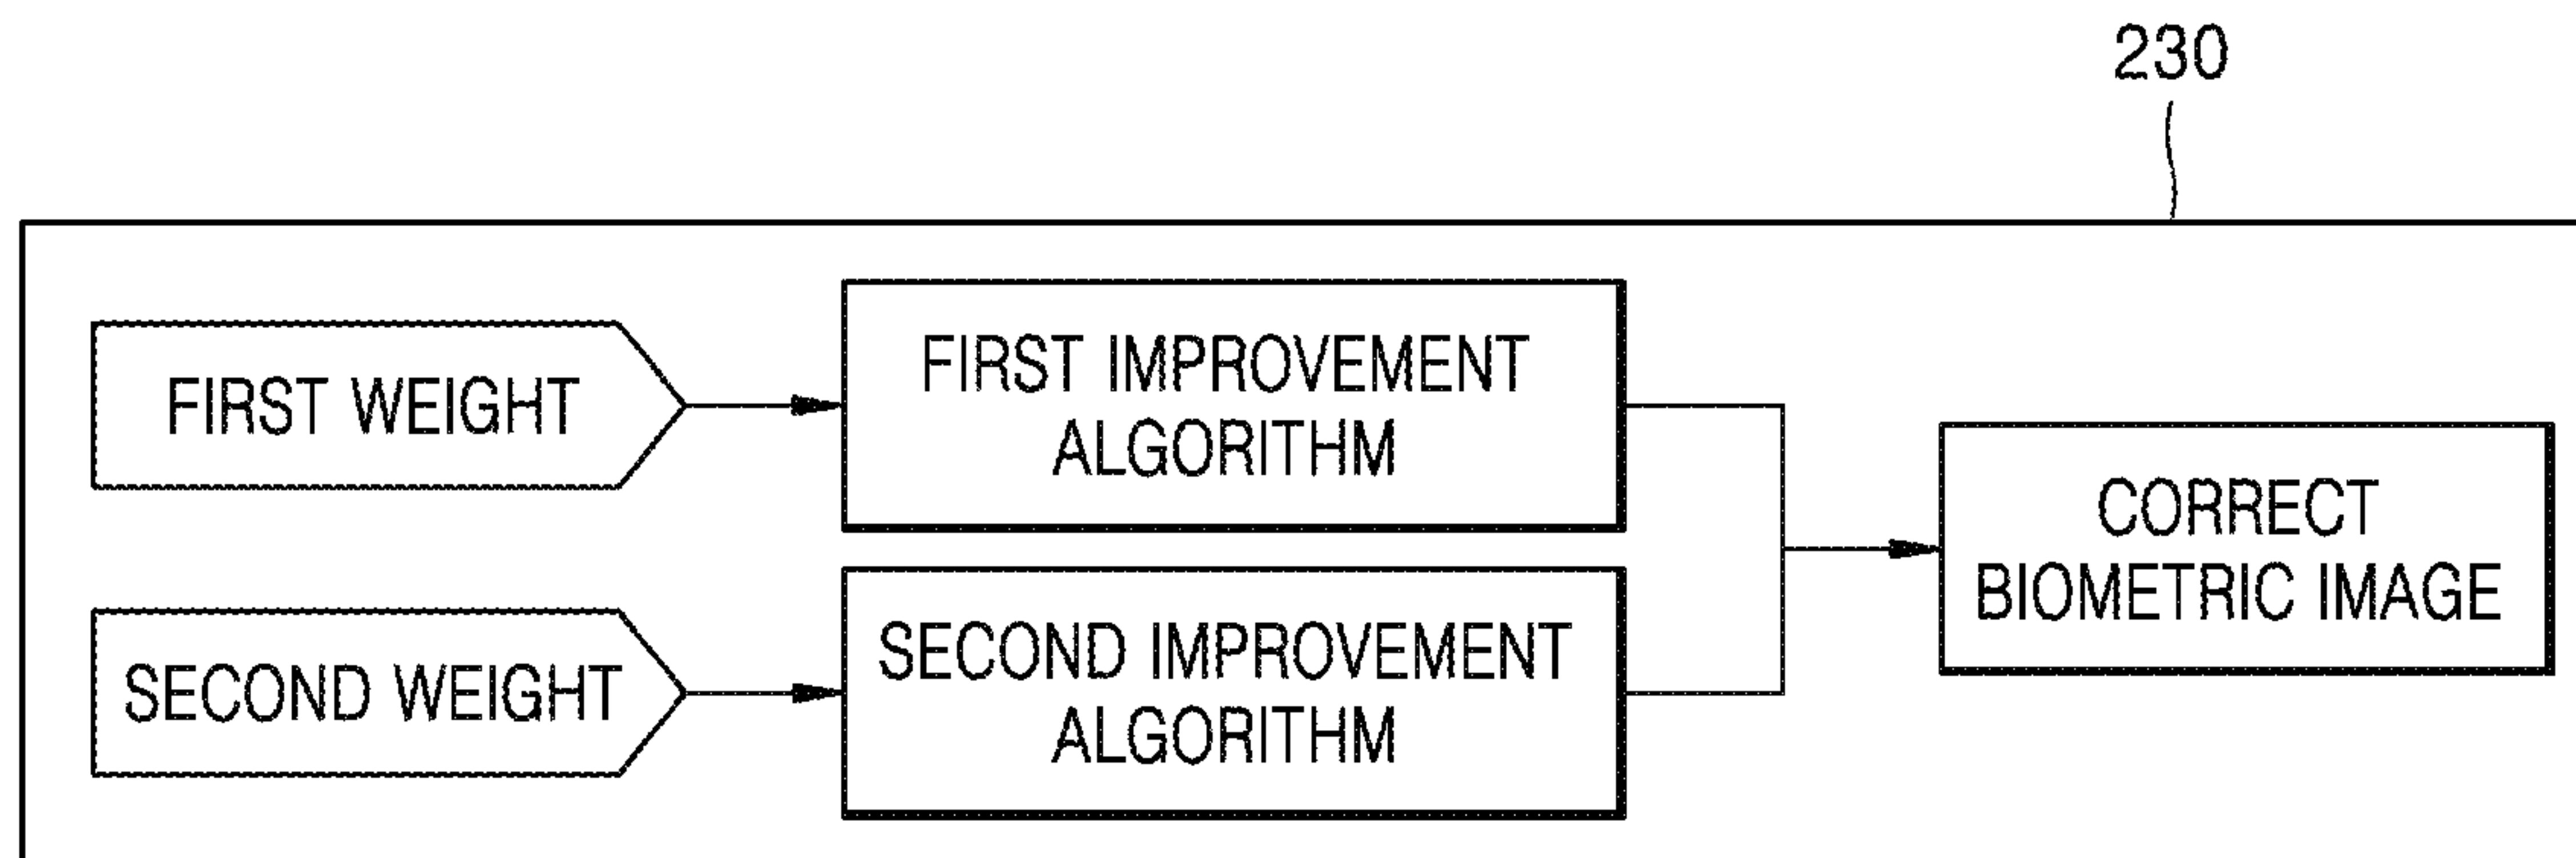 230
FIRST WEIGHT
FIRST IMPROVEMENT
ALGORITHM
SECOND WEIGHT
SECOND IMPROVEMENT
ALGORITHM
CORRECT
BIOMETRIC IMAGE